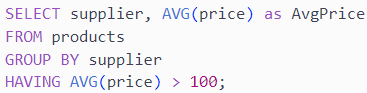 SELECT supplier, AVG(price) as AvgPrice
FROM products
GROUP BY supplier
HAVING AVG(price) > 100;